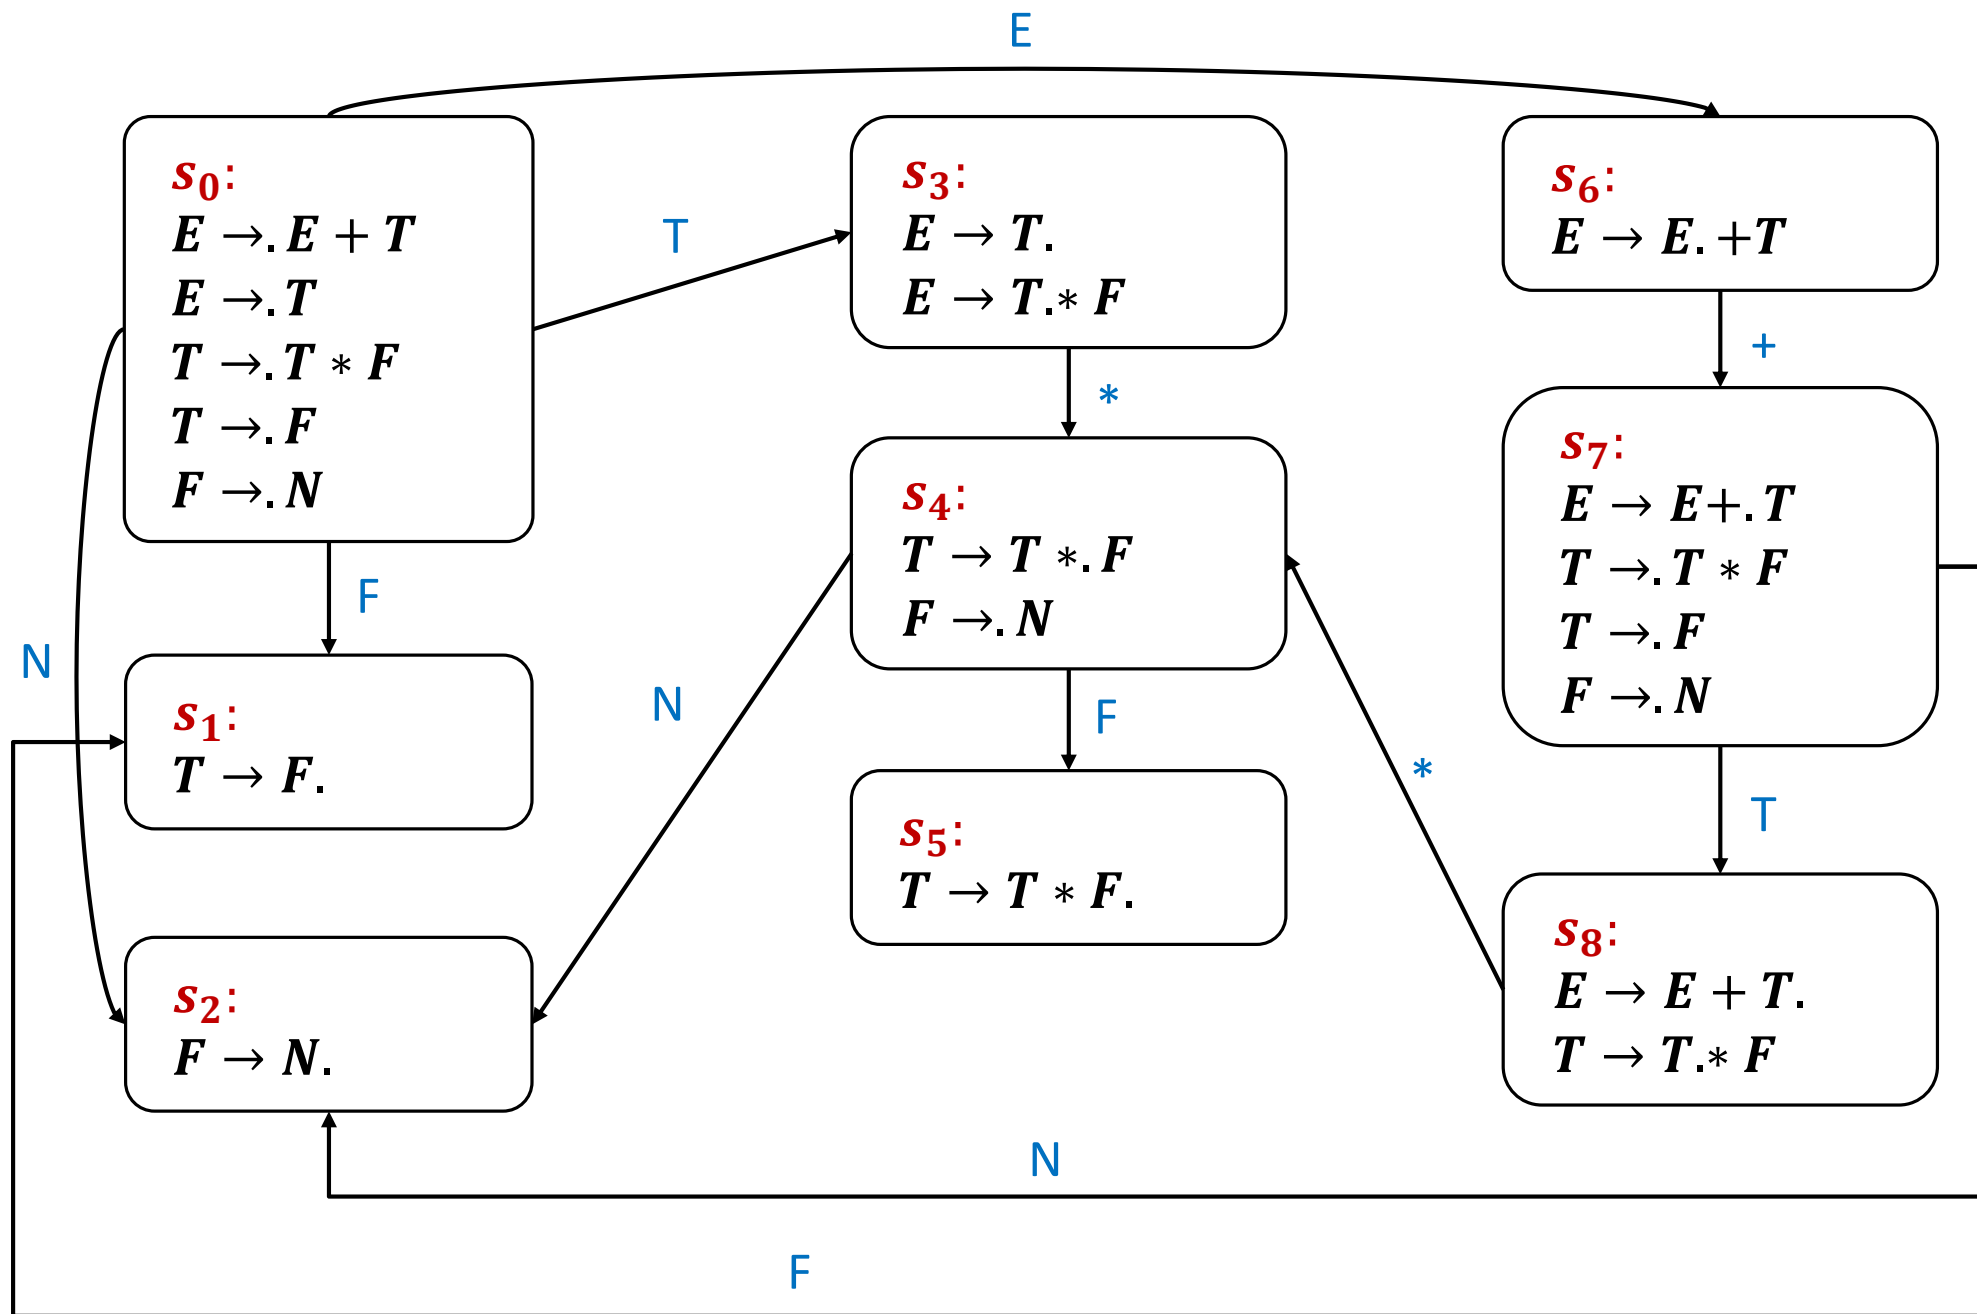 E
s0:
E →. E + T
E →. T
T →. T * F
T →. F
F →. N
T
s3:
E → T.
E → T.* F
s6:
E → E. +T
*
+
s4:
T → T *. F
F →. N
s7:
E → E+. T
T →. T * F
T →. F
F →. N
F
N
s1:
T → F.
N
F
*
T
s5:
T → T * F.
s2:
F → N.
s8:
E → E + T.
T → T.* F
N
F